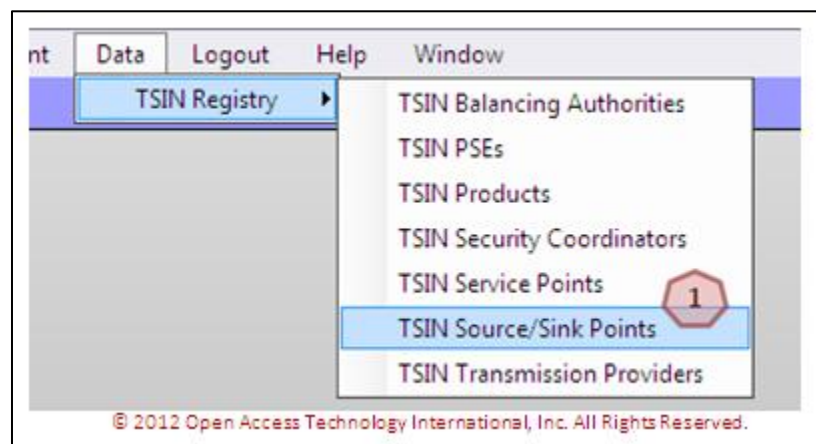 nt Data Logout Help Window
TSIN Registry
TSIN Balancing Authorities
TSIN PSEs
TSIN Products
TSIN Security Coordinators
TSIN Service Points
1
TSIN Source/Sink Points
TSIN Transmission Providers
© 2012 Open Access Technology International, Inc. All Rights Reserved.